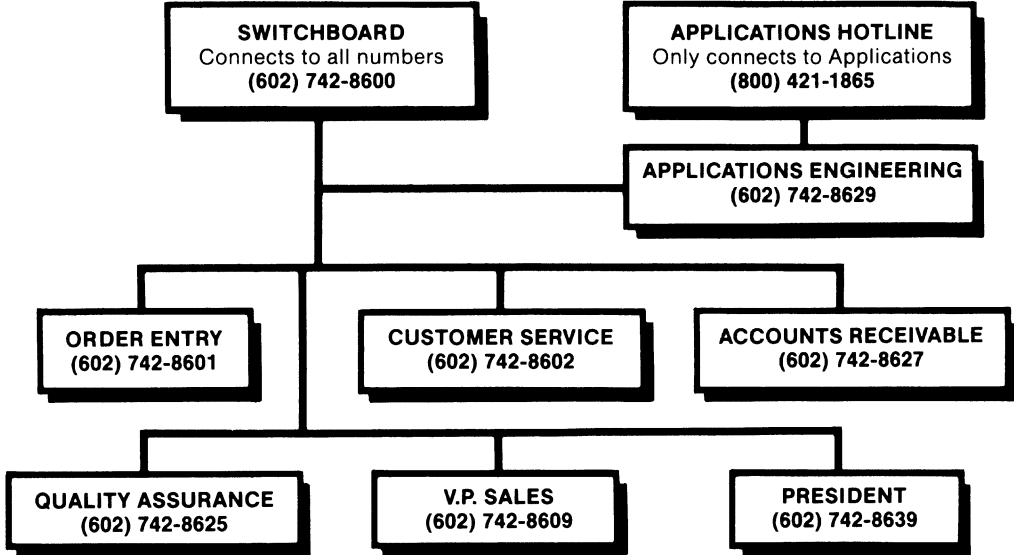 SWITCHBOARD
Connects to all numbers
(602) 742-8600
APPLICATIONS HOTLINE
Only connects to Applications
(800) 421-1865
APPLICATIONS ENGINEERING
(602) 742-8629
ORDER ENTRY
(602) 742-8601
CUSTOMER SERVICE
(602) 742-8602
ACCOUNTS RECEIVABLE
(602) 742-8627
QUALITY ASSURANCE
(602) 742-8625
V.P. SALES
(602) 742-8609
PRESIDENT
(602) 742-8639